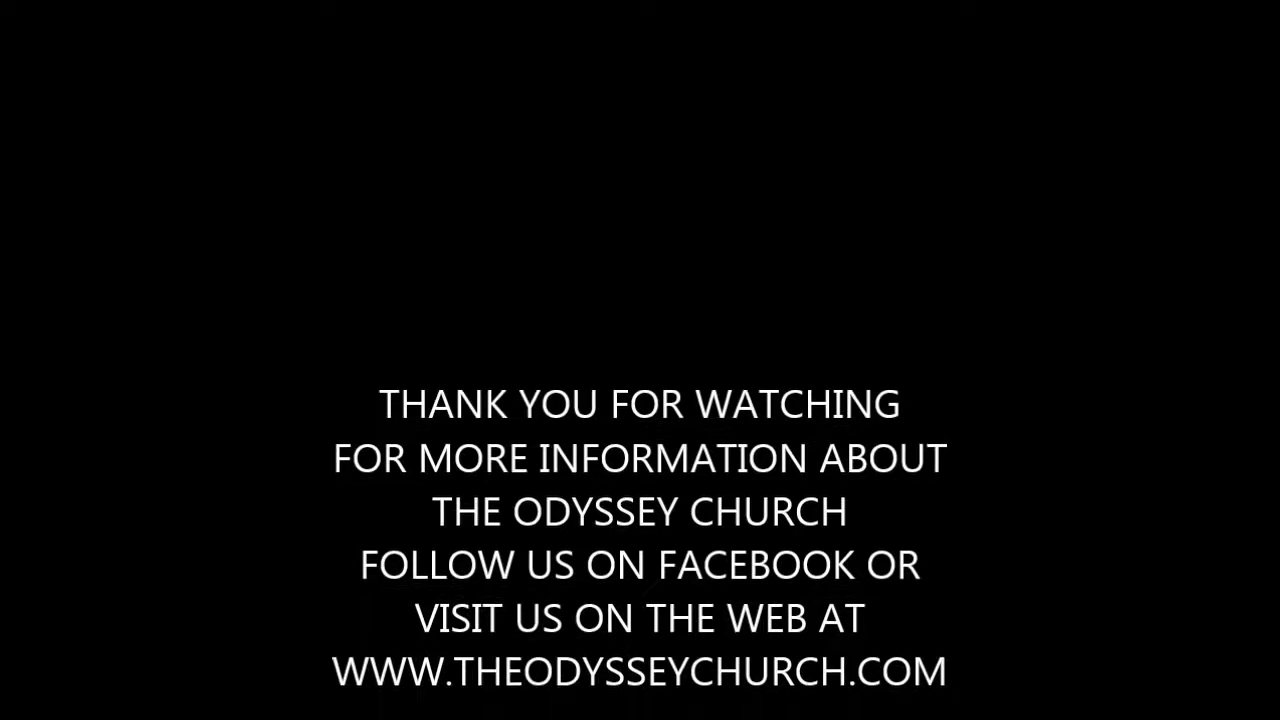 THANK YOU FOR WATCHING
FOR MORE INFORMATION ABOUT
THE ODYSSEY CHURCH
FOLLOW US ON FACEBOOK OR
VISIT US ON THE WEB AT
WWW.THEODYSSEYCHURCH.COM